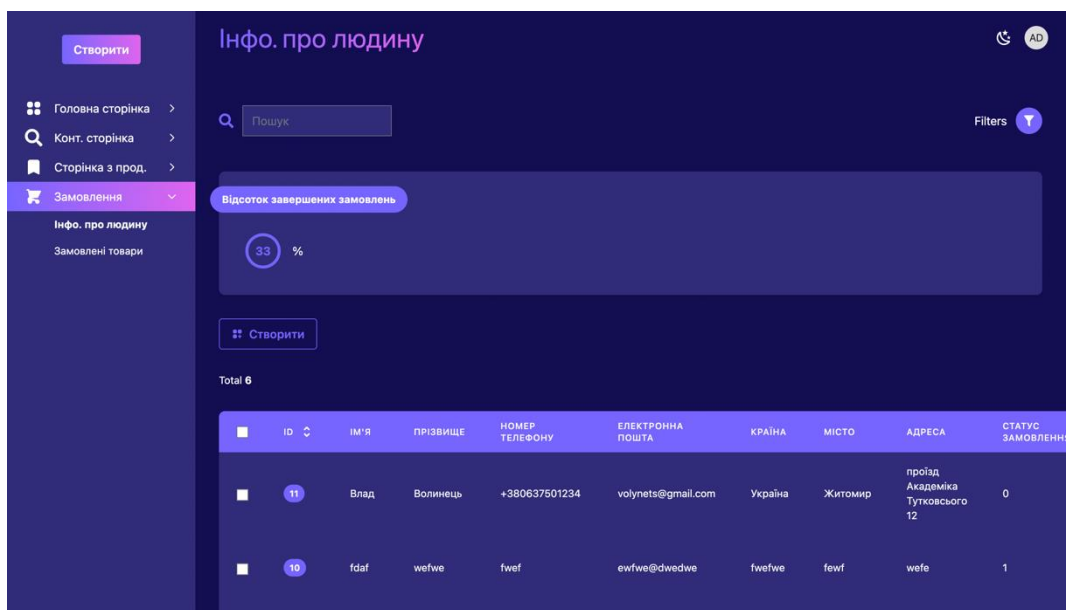 Створити
Інфо. про людину
AD
Головна сторінка
Конт. сторінка
Сторінка з прод.
Замовлення
Інфо. про людину
Замовлені товари
Пошук
Filters
Відсоток завершених замовлень
33 %
Створити
Total 6
ID ІМ'Я ПРІЗВИЩЕ НОМЕР ТЕЛЕФОНУ ЕЛЕКТРОННА ПОШТА КРАЇНА МІСТО АДРЕСА СТАТУС ЗАМОВЛЕННЯ
11 Влад Волинець +380637501234 volynets@gmail.com Україна Житомир проїзд Академіка Тутковсього 12 0
10 fdaf wefwe fwef ewfwe@dwedwe fwefwe fewf wefe 1